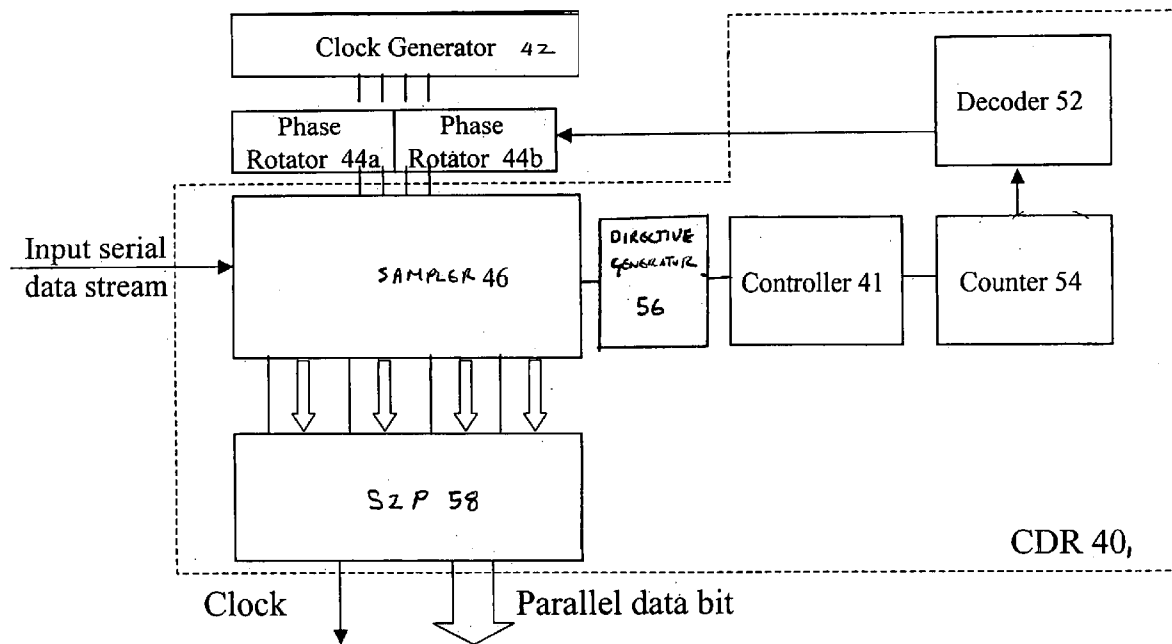 Clock Generator 42
Decoder 52
Phase
Rotator 44a
Phase
Rotator 44b
Input serial
data stream
SAMPLER 46
DIRECTIVE
GENERATOR
56
Controller 41
Counter 54
S2P 58
CDR 40
Clock
Parallel data bit